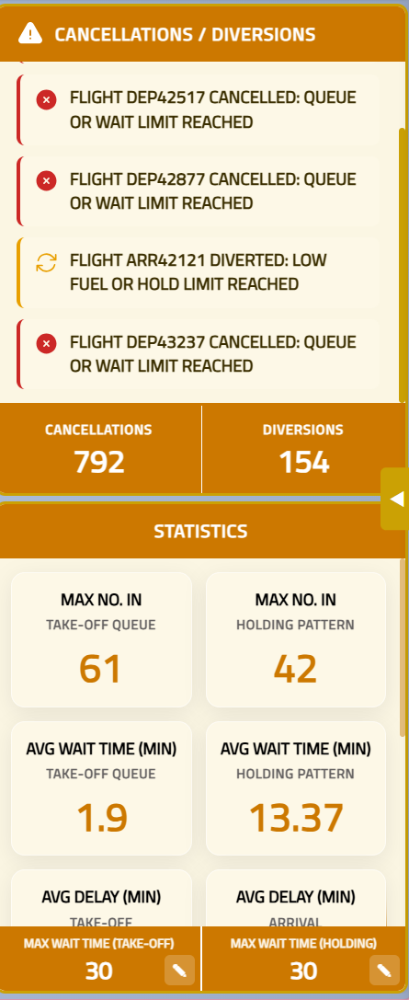 CANCELLATIONS / DIVERSIONS
FLIGHT DEP42517 CANCELLED: QUEUE
OR WAIT LIMIT REACHED
FLIGHT DEP42877 CANCELLED: QUEUE
OR WAIT LIMIT REACHED
FLIGHT ARR42121 DIVERTED: LOW
FUEL OR HOLD LIMIT REACHED
FLIGHT DEP43237 CANCELLED: QUEUE
OR WAIT LIMIT REACHED
CANCELLATIONS
792
DIVERSIONS
154
STATISTICS
MAX NO. IN
TAKE-OFF QUEUE
61
MAX NO. IN
HOLDING PATTERN
42
AVG WAIT TIME (MIN)
TAKE-OFF QUEUE
1.9
AVG WAIT TIME (MIN)
HOLDING PATTERN
13.37
AVG DELAY (MIN)
TAKE-OFF
AVG DELAY (MIN)
ARRIVAL
MAX WAIT TIME (TAKE-OFF)
30
MAX WAIT TIME (HOLDING)
30